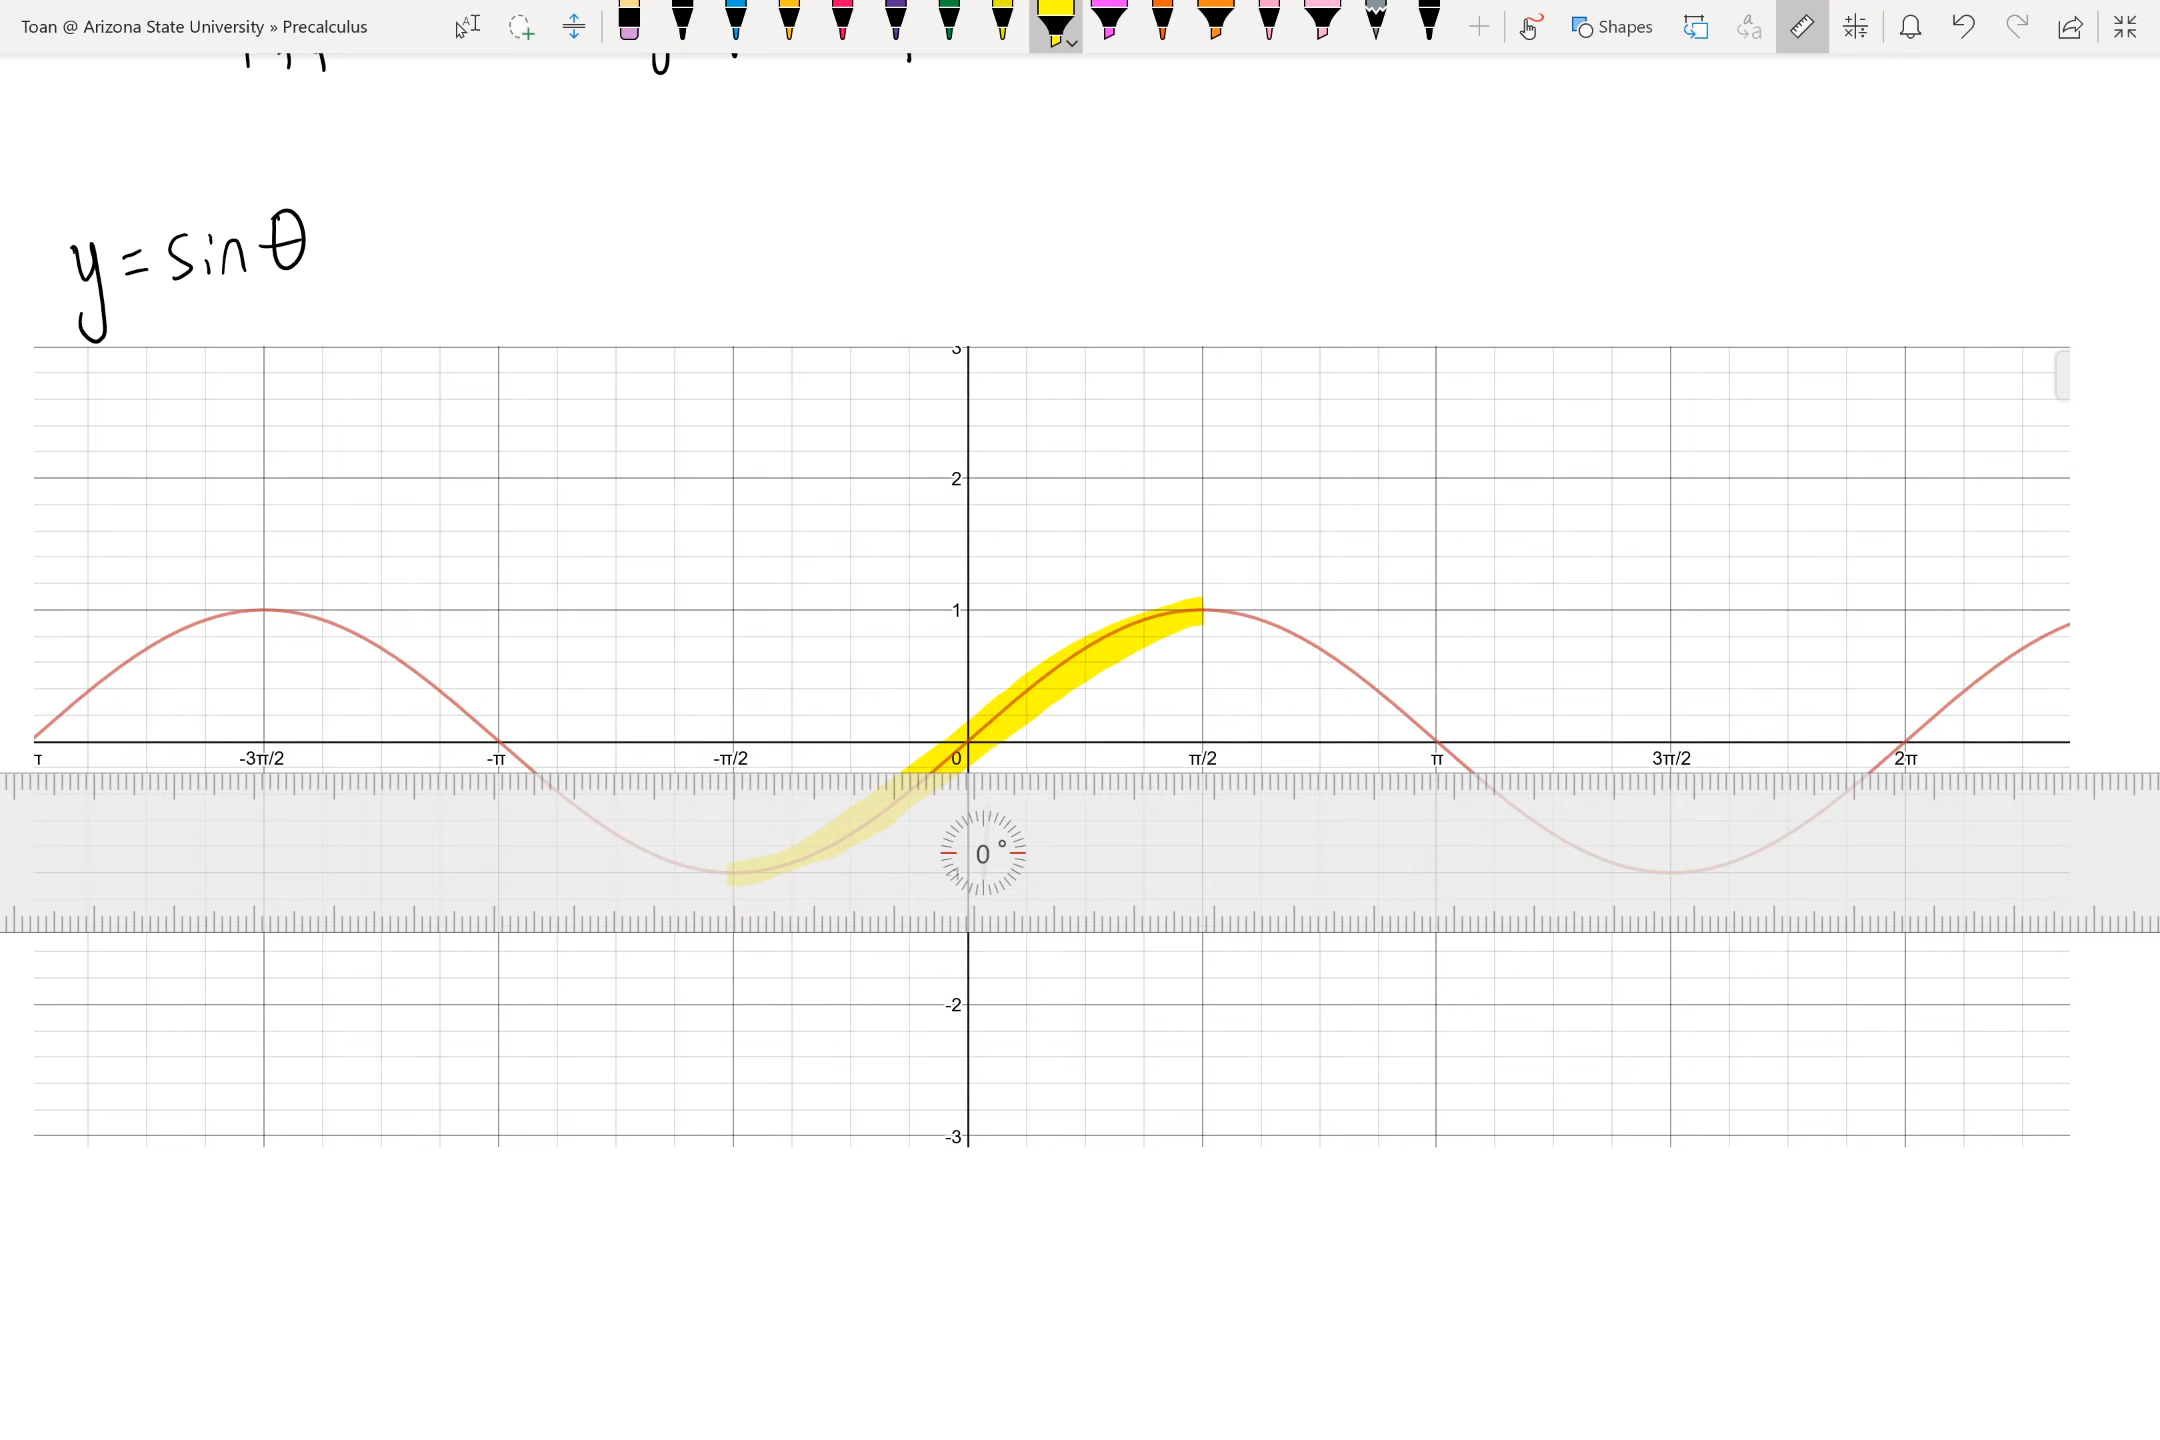 Toan @ Arizona State University » Precalculus
Shapes
y = sin θ
3
2
1
-3π/2 -π -π/2 0 π/2 π 3π/2 2π
0°
-2
-3